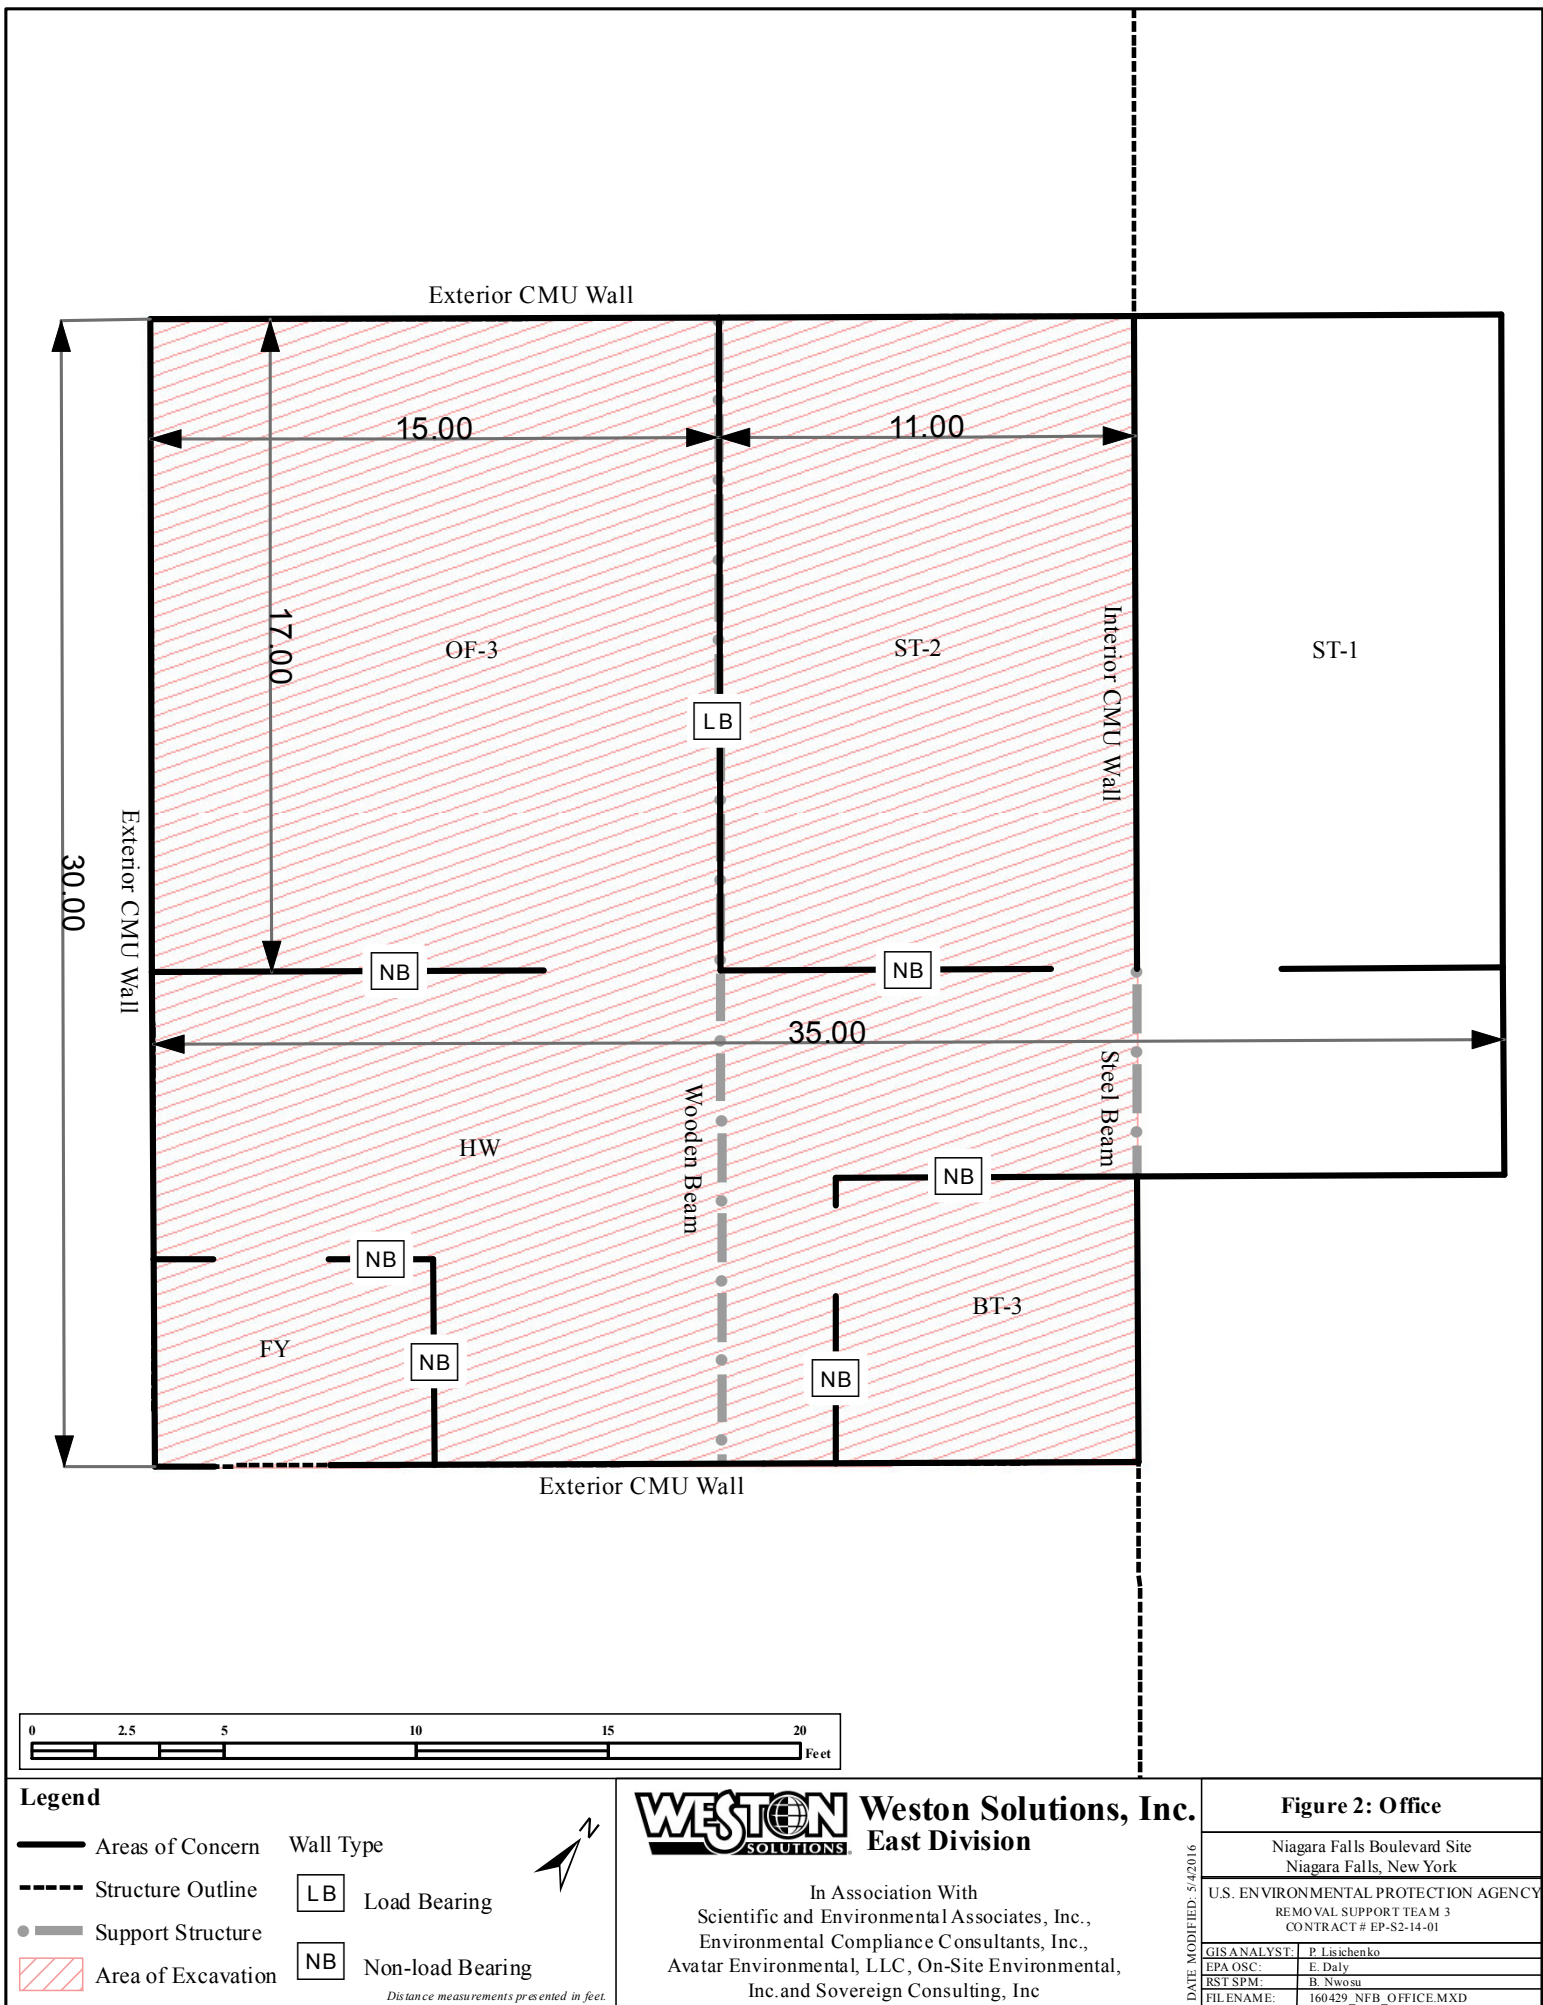 Exterior CMU Wall
15.00
11.00
17.00
OF-3
ST-2
Interior CMU Wall
ST-1
LB
Exterior CMU Wall
30.00
NB
NB
35.00
Wooden Beam
Steel Beam
HW
NB
NB
BT-3
FY
NB
NB
Exterior CMU Wall
0 2.5 5 10 15 20
Feet
Legend
Areas of Concern
Structure Outline
Support Structure
Area of Excavation
Wall Type
LB Load Bearing
NB Non-load Bearing
N
Distance measurements presented in feet.
WESTON
SOLUTIONS
Weston Solutions, Inc.
East Division
In Association With
Scientific and Environmental Associates, Inc.,
Environmental Compliance Consultants, Inc.,
Avatar Environmental, LLC, On-Site Environmental,
Inc.and Sovereign Consulting, Inc
DATE MODIFIED: 5/4/2016
Figure 2: Office
Niagara Falls Boulevard Site
Niagara Falls, New York
U.S. ENVIRONMENTAL PROTECTION AGENCY
REMOVAL SUPPORT TEAM 3
CONTRACT # EP-S2-14-01
GIS ANALYST: P. Lisichenko
EPA OSC: E. Daly
RST SPM: B. Nwosu
FILENAME: 160429_NFB_OFFICE.MXD